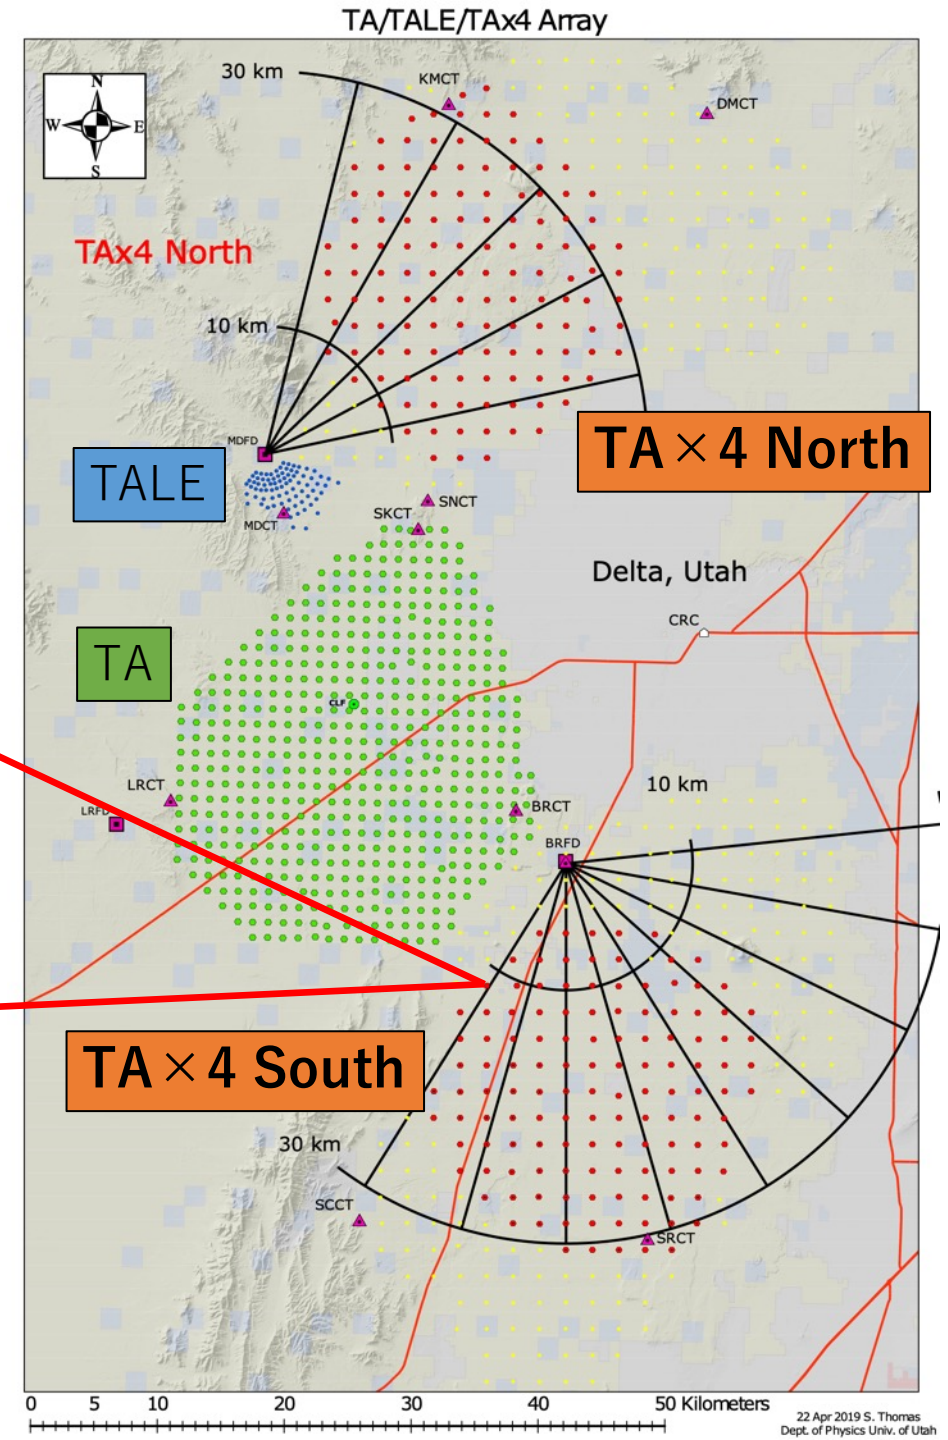 TA/TALE/TAx4 Array
30 km
KMCT
DMCT
N
W E
S
TAx4 North
10 km
MDFD
TA×4 North
TALE
SNCT
SKCT
MDCT
Delta, Utah
CRC
TA
CLF
10 km
LRCT
LRFD
BRCT
BRFD
TA×4 South
30 km
SCCT
SRCT
0 5 10 20 30 40 50 Kilometers
22 Apr 2019 S. Thomas
Dept. of Physics Univ. of Utah